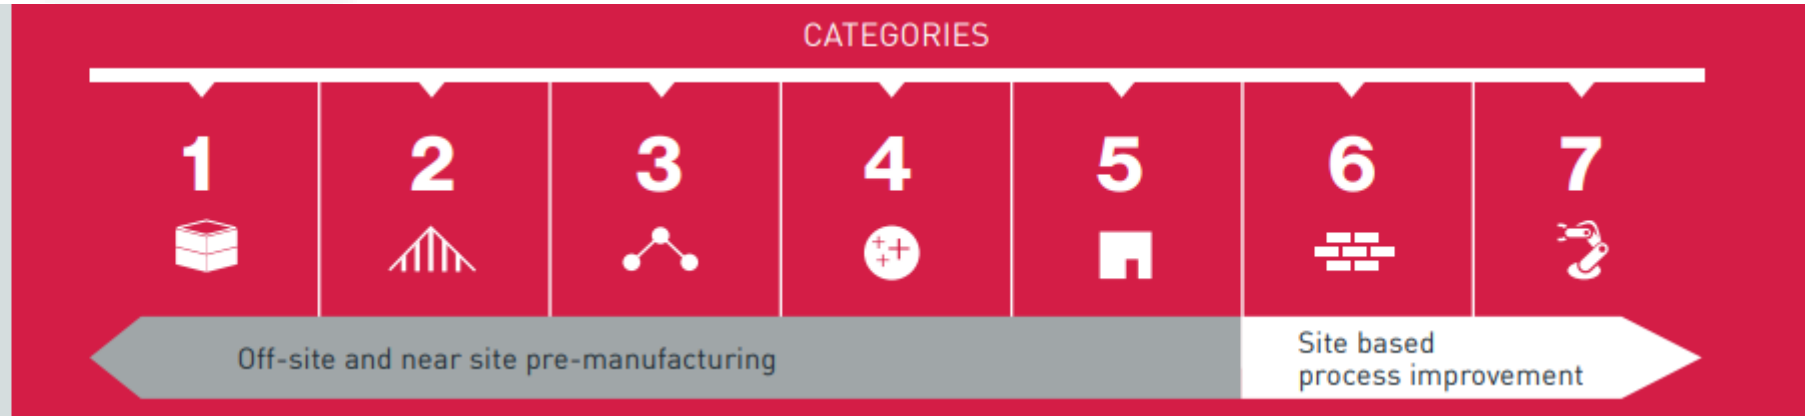 CATEGORIES
1 2 3 4 5 6 7
Off-site and near site pre-manufacturing
Site based
process improvement